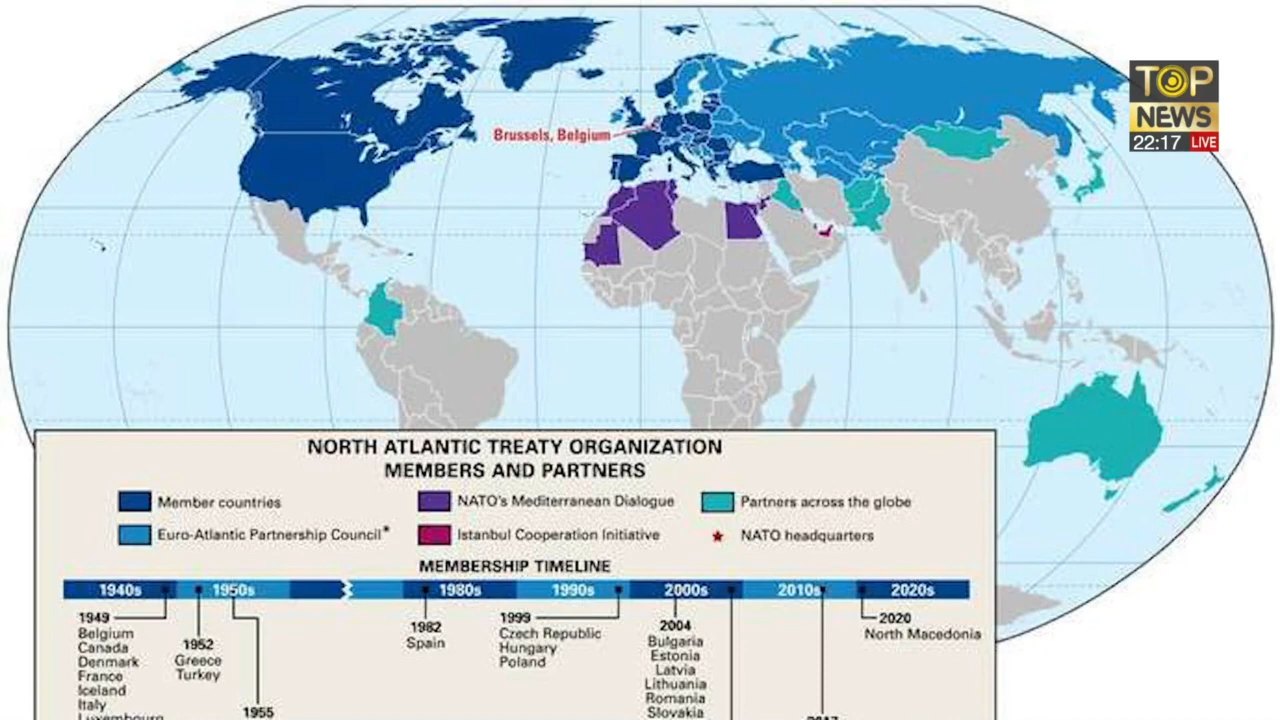 TOP
NEWS
22:17 LIVE
Brussels, Belgium
NORTH ATLANTIC TREATY ORGANIZATION
MEMBERS AND PARTNERS
Member countries
NATO's Mediterranean Dialogue
Partners across the globe
Euro-Atlantic Partnership Council*
Istanbul Cooperation Initiative
NATO headquarters
MEMBERSHIP TIMELINE
1940s
1950s
1980s
1990s
2000s
2010s
2020s
1949
Belgium
Canada
Denmark
France
Iceland
Italy
Luxembourg
1952
Greece
Turkey
1955
1982
Spain
1999
Czech Republic
Hungary
Poland
2004
Bulgaria
Estonia
Latvia
Lithuania
Romania
Slovakia
2017
2020
North Macedonia